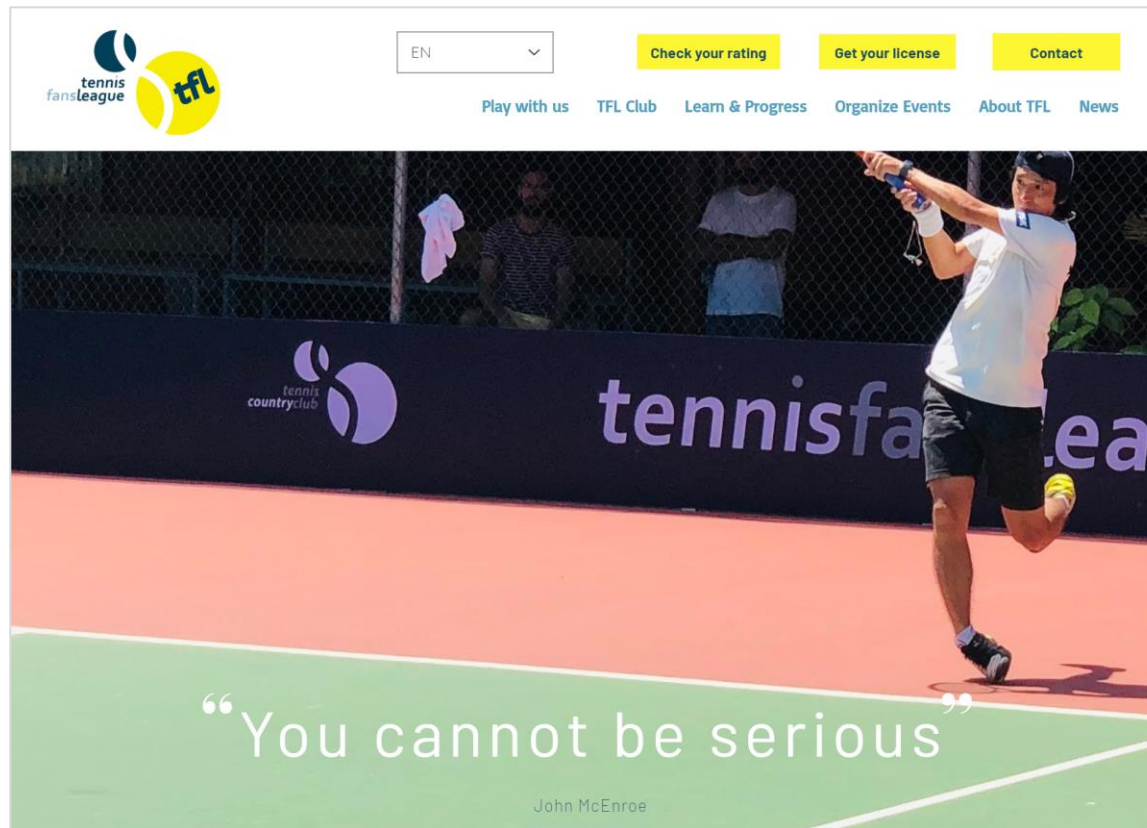 tennis
fansleague
tfl
EN
Check your rating
Get your license
Contact
Play with us
TFL Club
Learn & Progress
Organize Events
About TFL
News
tennis
countryclub
tennisfa
lea
“You cannot be serious”
John McEnroe